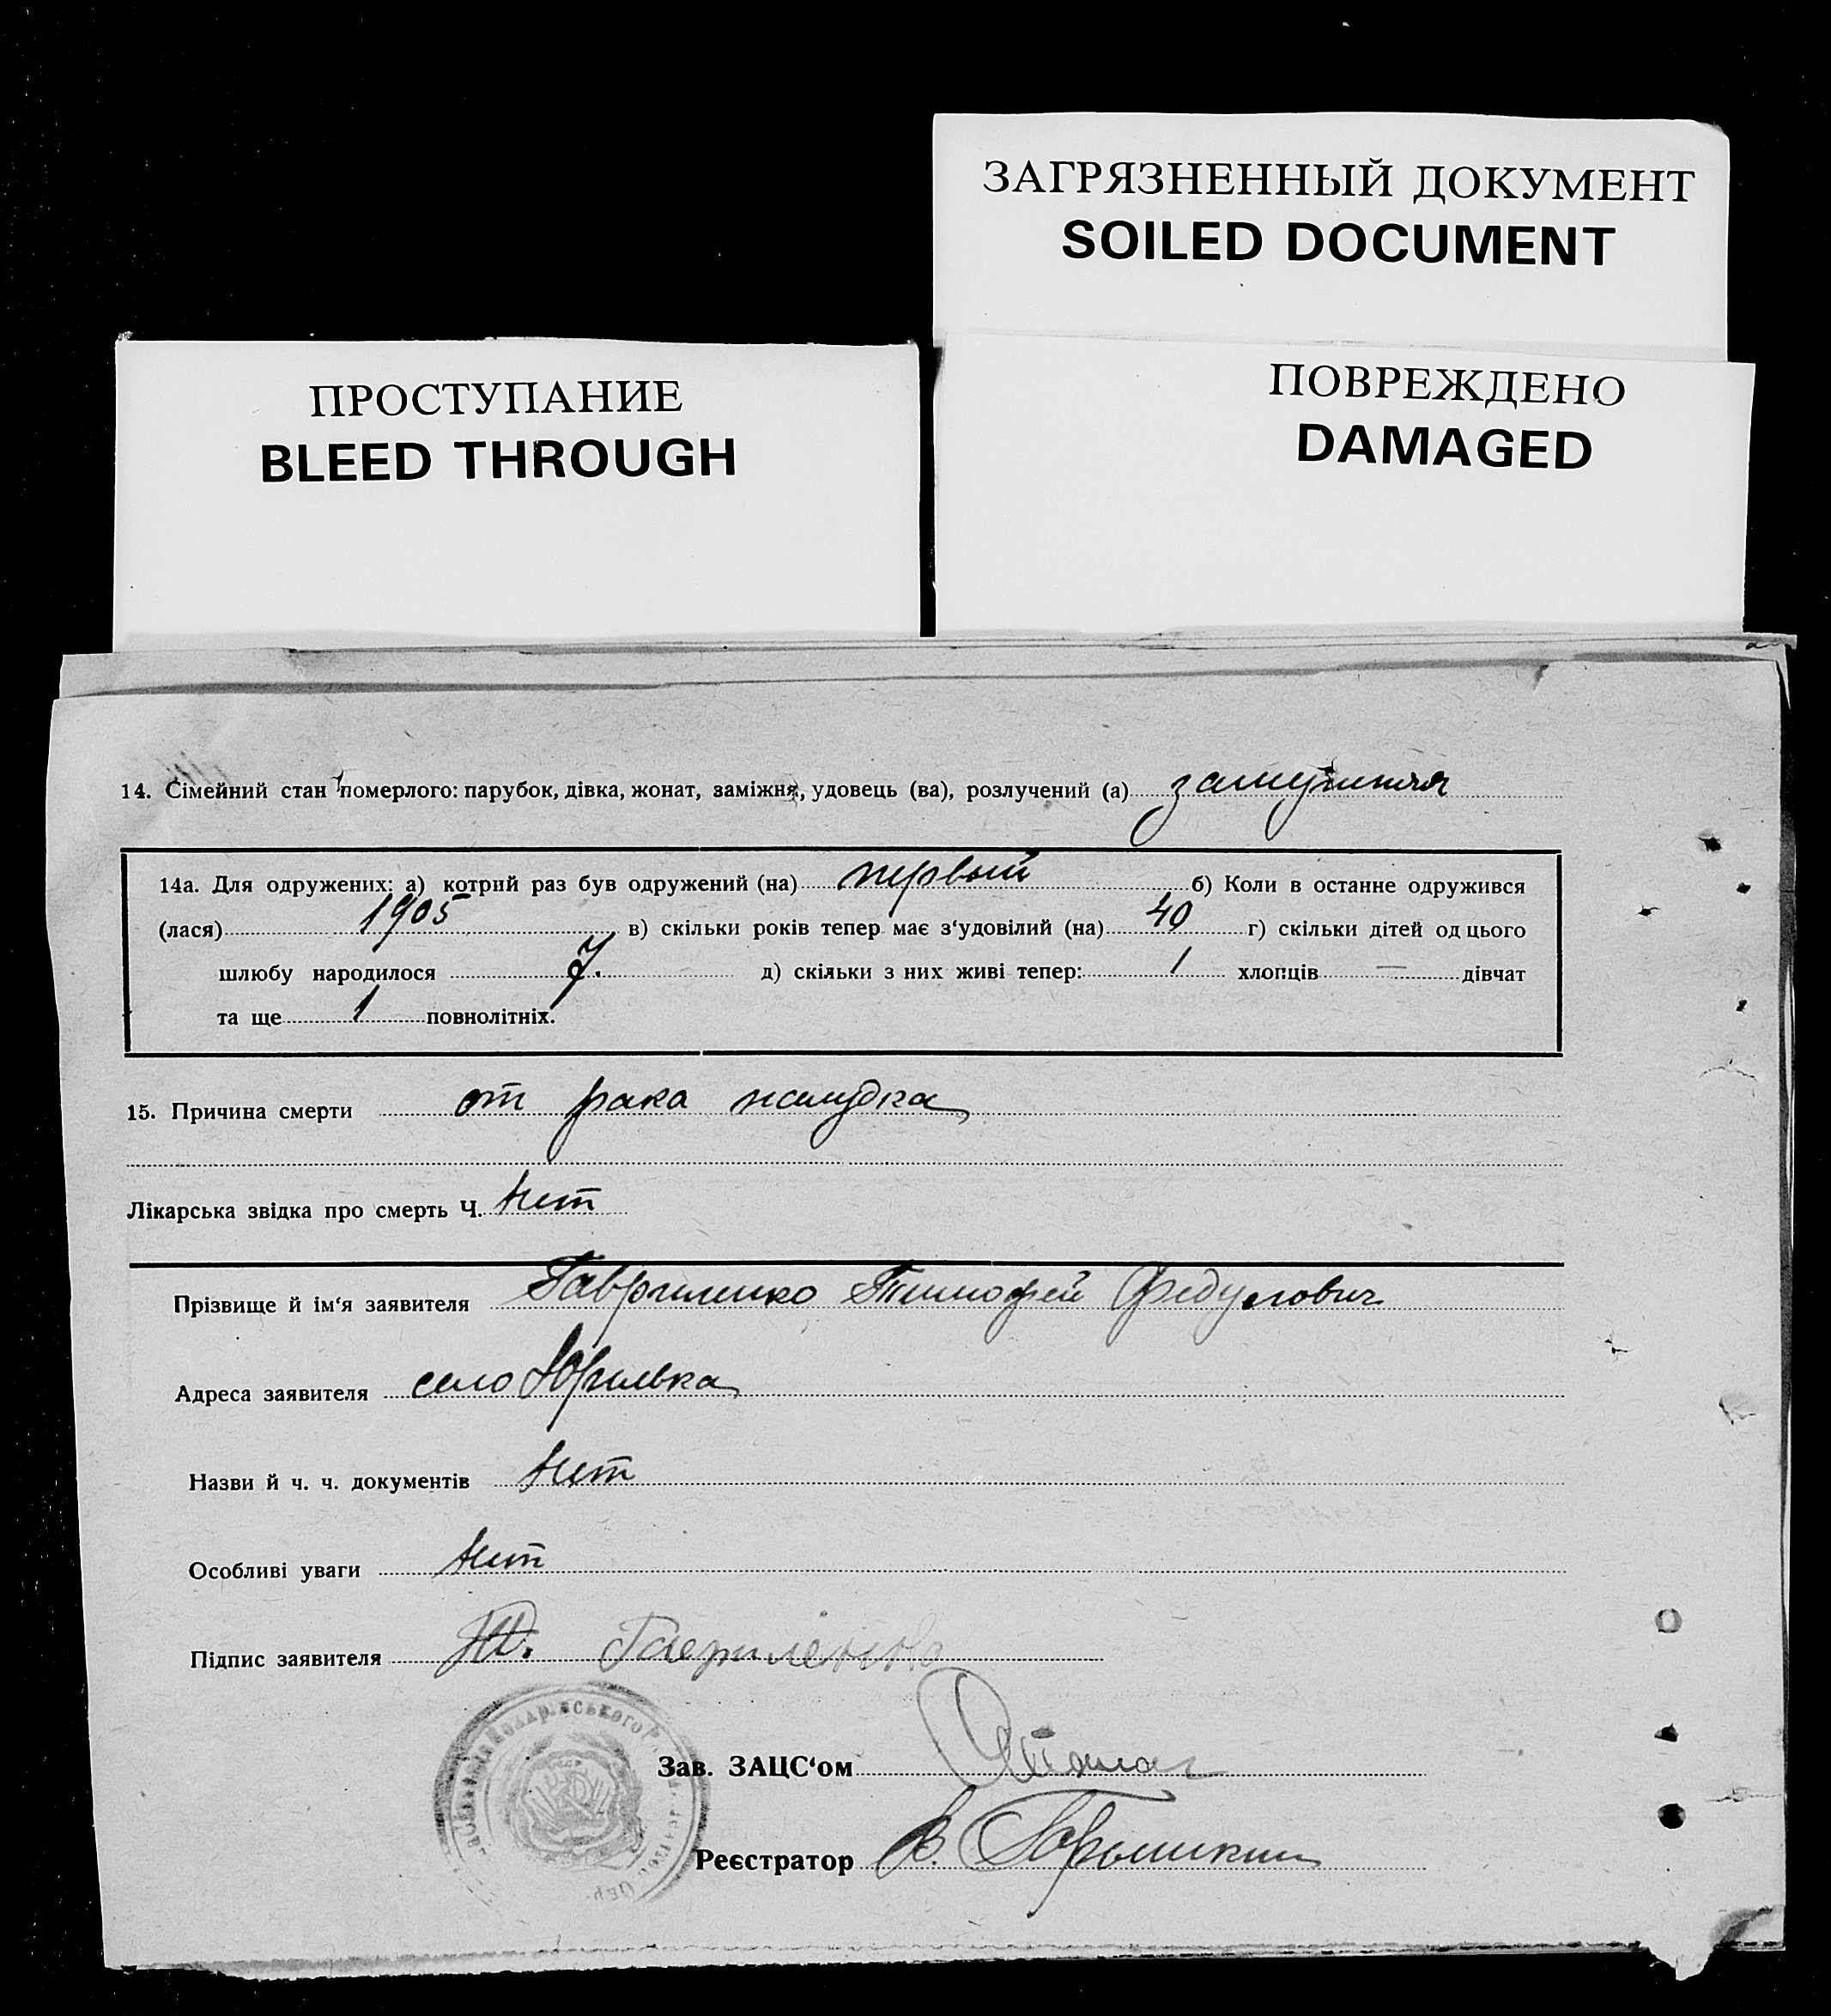 ЗАГРЯЗНЕННЫЙ ДОКУМЕНТ
SOILED DOCUMENT
ПРОСТУПАНИЕ
BLEED THROUGH
ПОВРЕЖДЕНО
DAMAGED
14. Сімейний стан померлого: парубок, дівка, жонат, заміжня, удовець (ва), розлучений (а) замужняя
14а. Для одружених: а) котрий раз був одружений (на) первый б) Коли в останне одружився
(лася) 1905 в) скільки років тепер має з‘удовілий (на) 40 г) скільки дітей од цього
шлюбу народилося 7. д) скільки з них живі тепер: 1 хлопців — дівчат
та ще 1 повнолітніх.
15. Причина смерти от рака желудка
Лікарська звідка про смерть Ч. нет
Прізвище й ім‘я заявителя Гавриленко Тимофей Федулович
Адреса заявителя село
Назви й ч. ч. документів нет
Особливі уваги нет
Підпис заявителя Гавриленко
Зав. ЗАЦС‘ом
Реєстратор В.